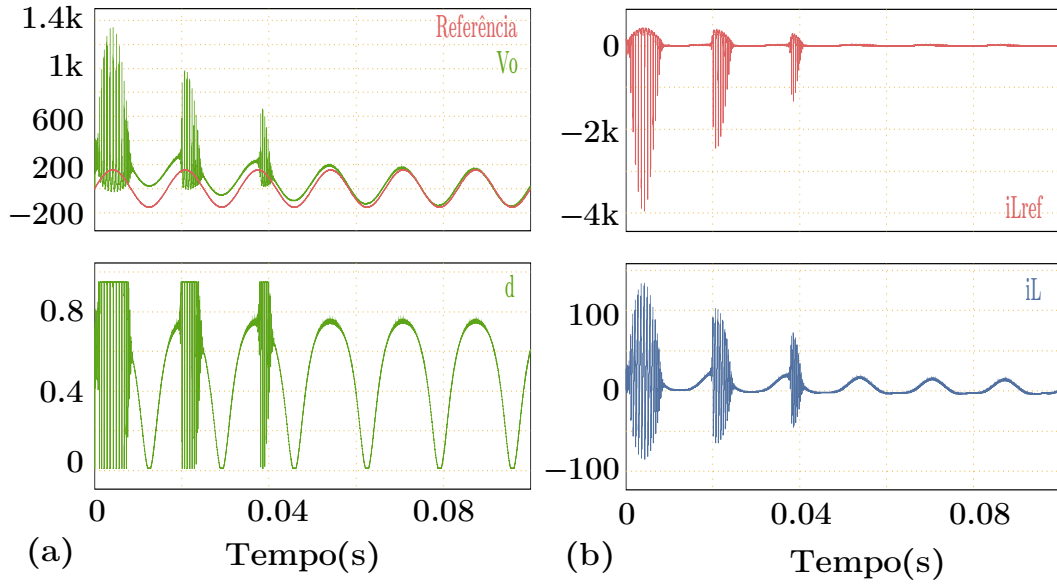 1.4k
Referência
Vo
1k
600
200
−200
d
0.8
0.4
0
0 0.04 0.08
(a) Tempo(s)
0
−2k
−4k
iLref
iL
100
0
−100
0 0.04 0.08
(b) Tempo(s)